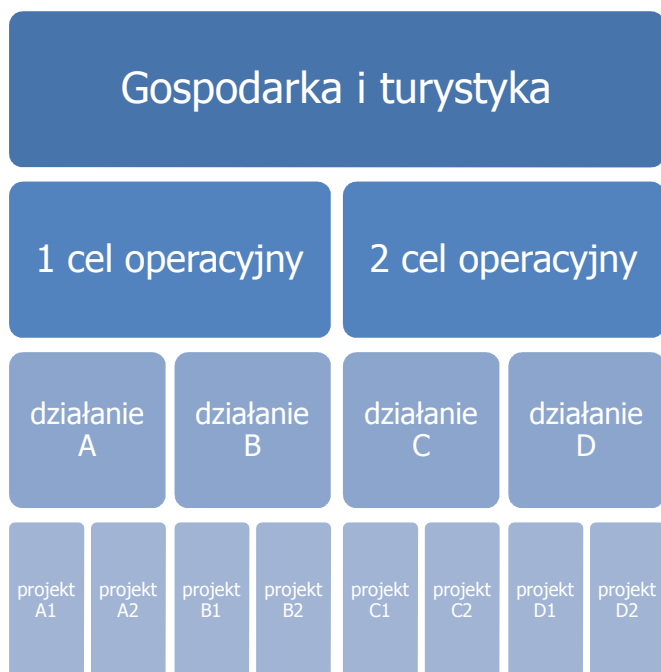 Gospodarka i turystyka
1 cel operacyjny
2 cel operacyjny
działanie
A
działanie
B
działanie
C
działanie
D
projekt
A1
projekt
A2
projekt
B1
projekt
B2
projekt
C1
projekt
C2
projekt
D1
projekt
D2